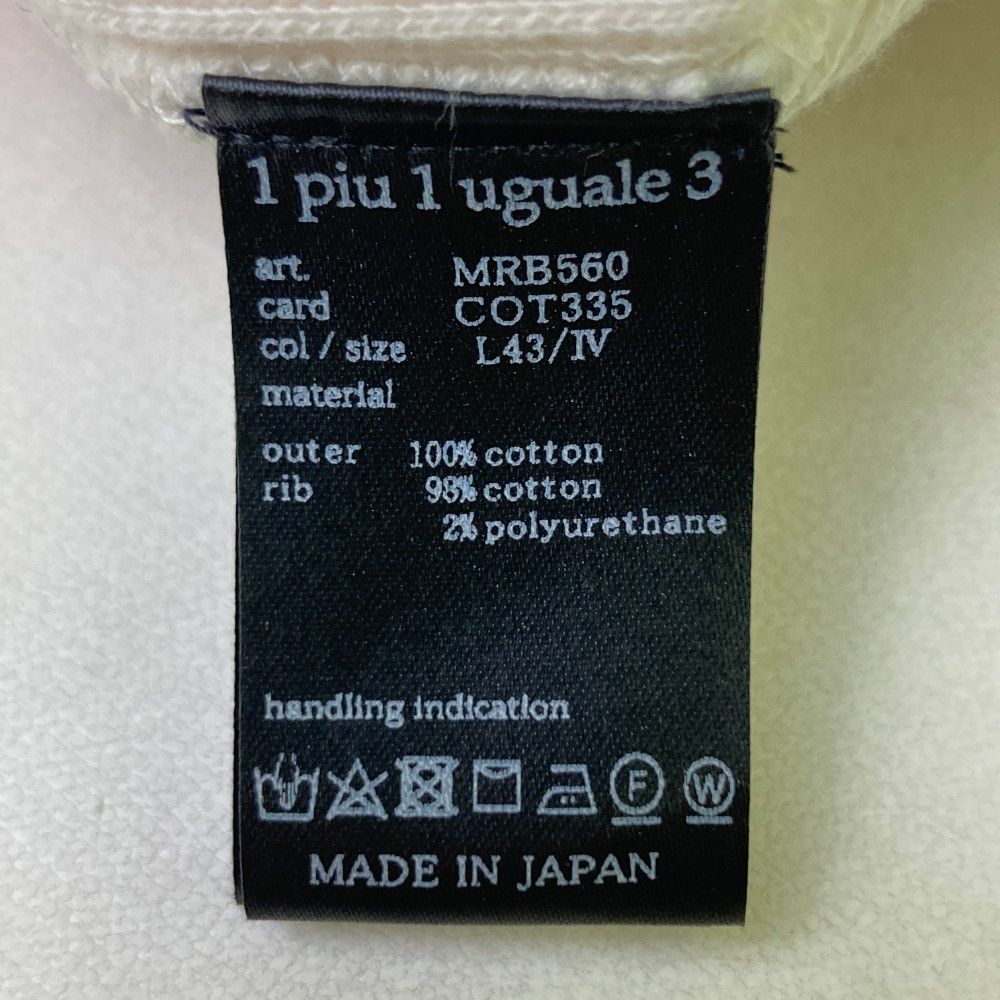 1 piu 1 uguale 3
art. MRB560
card COT335
col / size L43/IV
material
outer 100% cotton
rib 98% cotton
2% polyurethane
handling indication
F W
MADE IN JAPAN